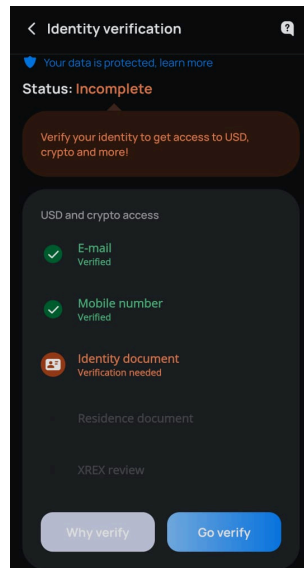 Identity verification
Your data is protected, learn more
Status: Incomplete
Verify your identity to get access to USD,
crypto and more!
USD and crypto access
E-mail
Verified
Mobile number
Verified
Identity document
Verification needed
Residence document
XREX review
Why verify
Go verify